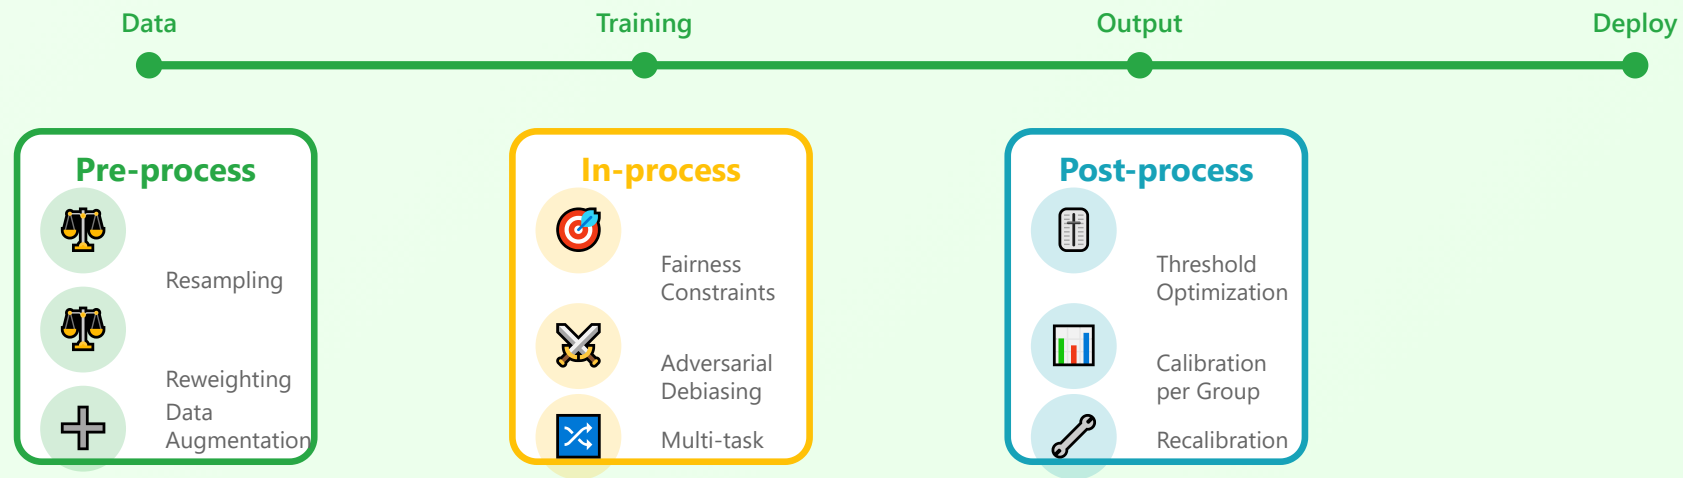 Data
Training
Output
Deploy
Pre-process
Resampling
Reweighting
Data
Augmentation
In-process
Fairness
Constraints
Adversarial
Debiasing
Multi-task
Post-process
Threshold
Optimization
Calibration
per Group
Recalibration